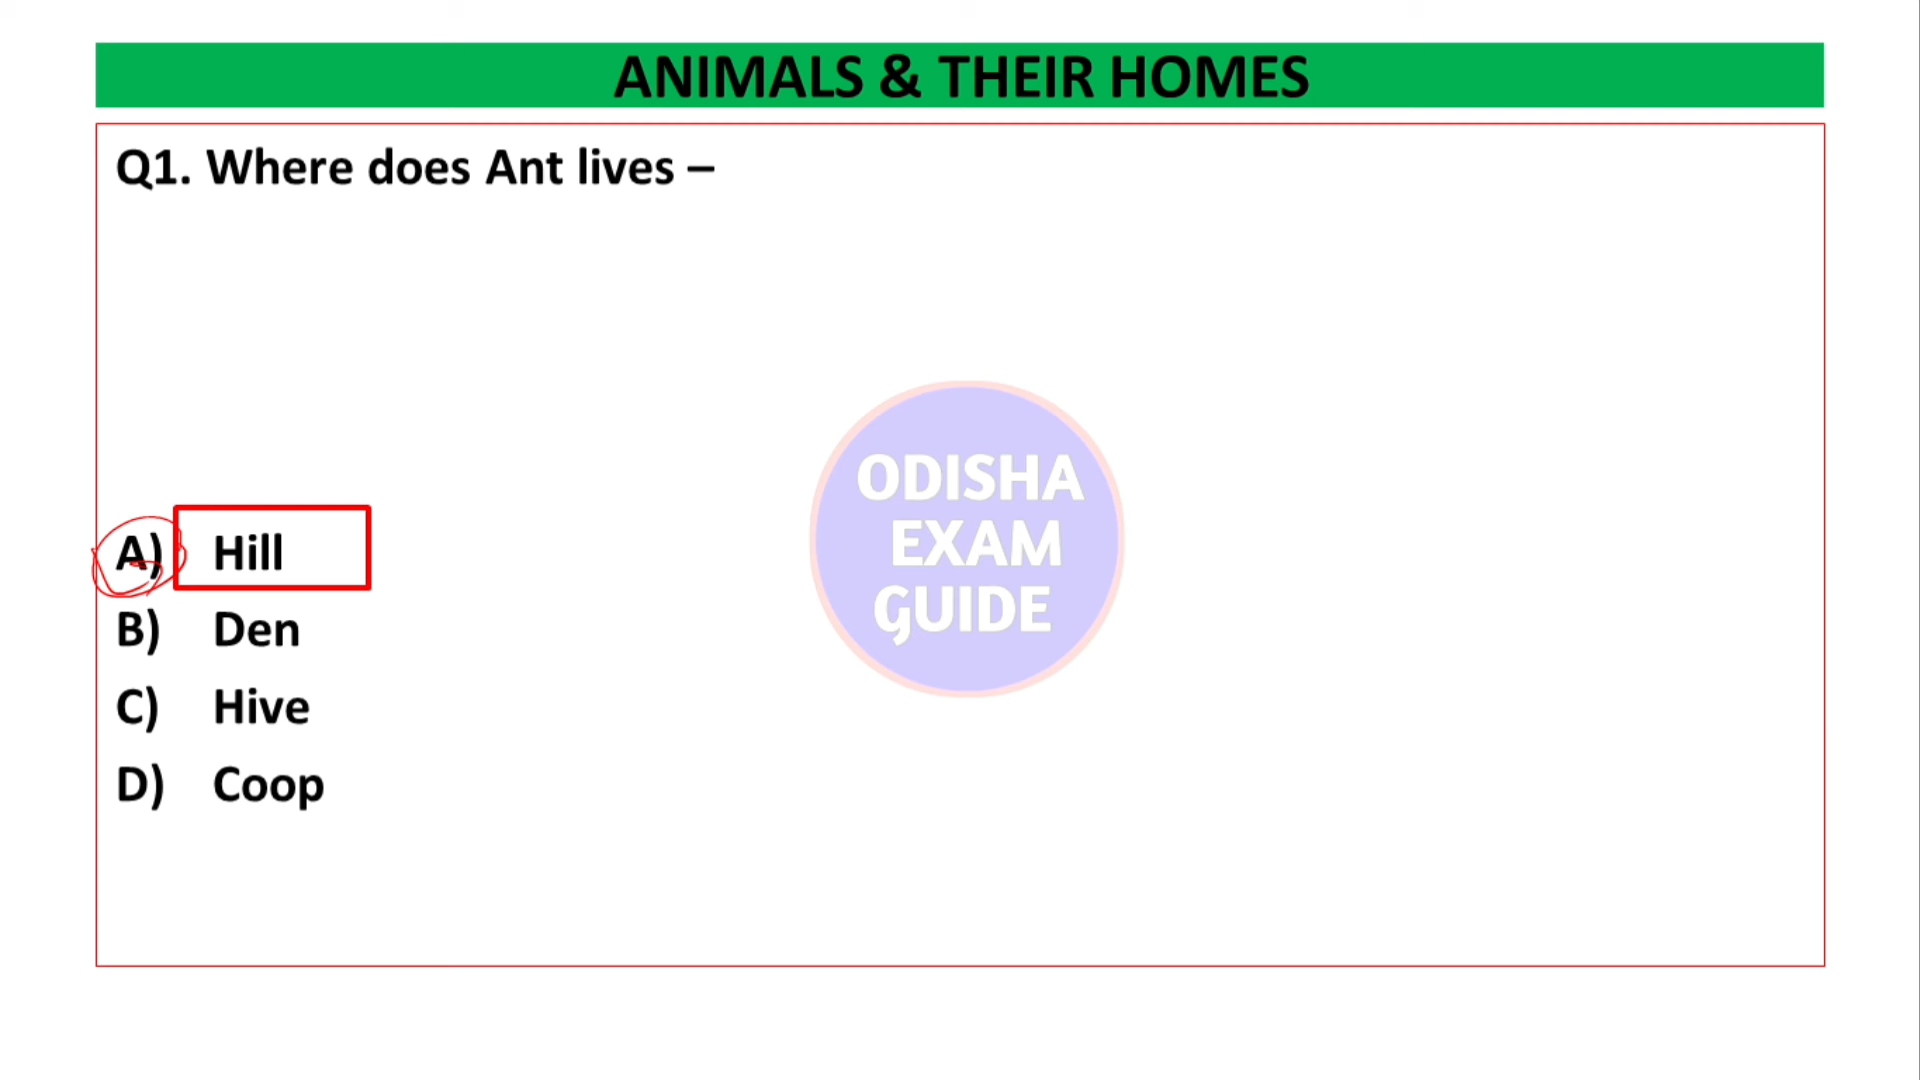 ANIMALS & THEIR HOMES
Q1. Where does Ant lives –
ODISHA
EXAM
GUIDE
A) Hill
B) Den
C) Hive
D) Coop